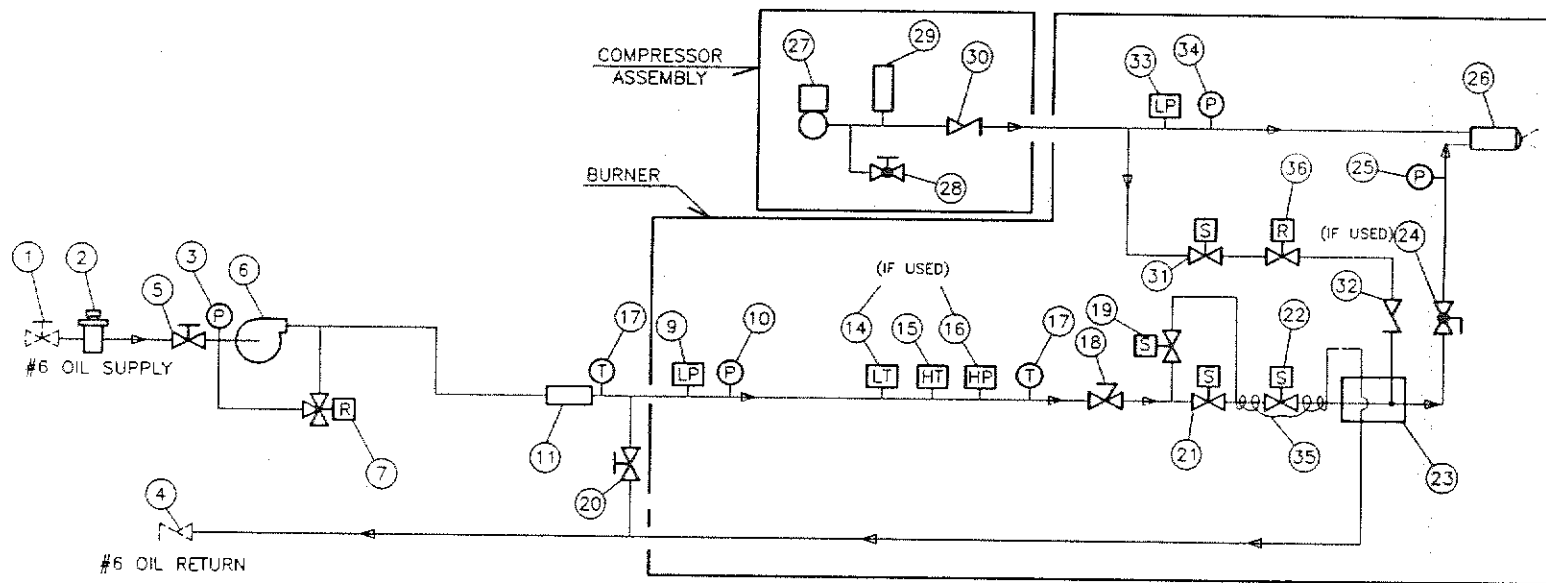 COMPRESSOR
ASSEMBLY
27
29
30
28
33
LP
34
P
26
BURNER
25
P
36
S
R
(IF USED)
24
31
32
1
2
3
5
6
P
#6 OIL SUPPLY
R
7
(IF USED)
17
9
10
14
15
16
17
18
19
22
T
LP
P
LT
HT
HP
T
S
S
S
11
20
21
35
23
4
#6 OIL RETURN